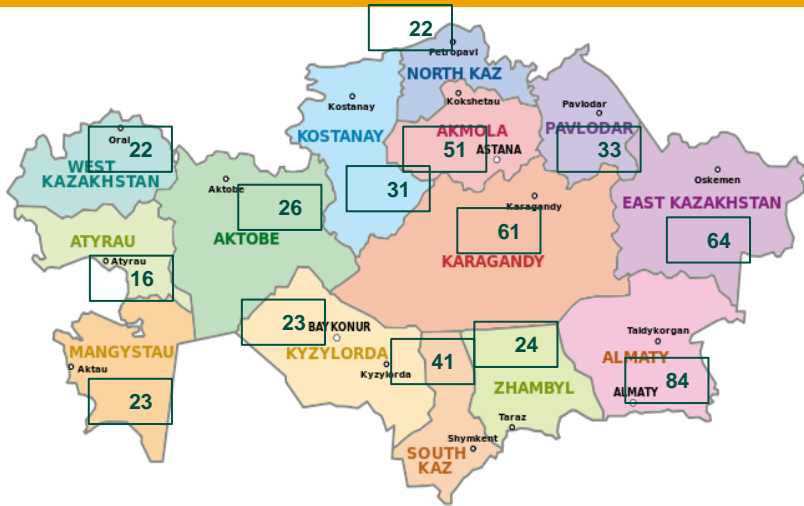 22
Petropavl
NORTH KAZ
Kostanay
Kokshetau
Pavlodar
KOSTANAY
AKMOLA
PAVLODAR
Oral
22
51
ASTANA
33
WEST
KAZAKHSTAN
Aktobe
31
Karagandy
Oskemen
EAST KAZAKHSTAN
26
ATYRAU
AKTOBE
61
64
Atyrau
KARAGANDY
16
23
BAYKONUR
Taldykorgan
MANGYSTAU
KYZYLORDA
41
24
ALMATY
Aktau
Kyzylorda
84
23
ZHAMBYL
ALMATY
Taraz
Shymkent
SOUTH
KAZ